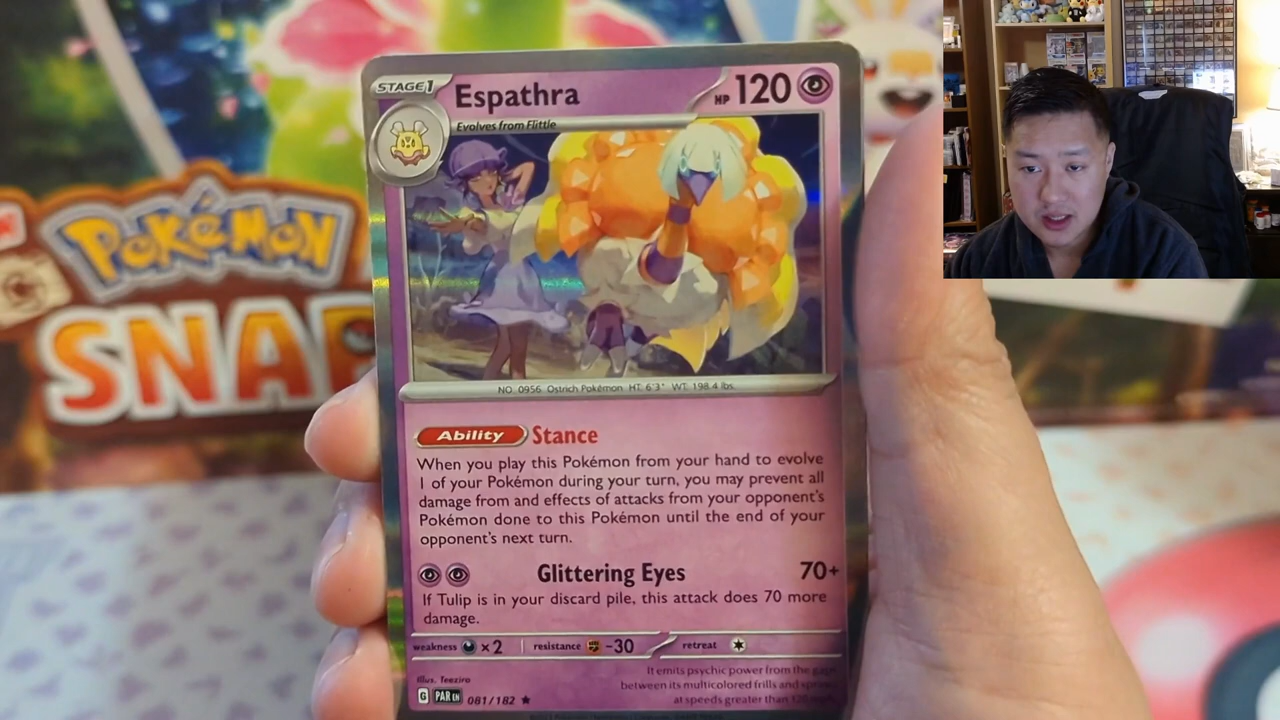 POKéMON
SNAP
STAGE1
Espathra
HP 120
Evolves from Flittle
NO. 0956 Ostrich Pokémon HT: 6'3" WT: 198.4 lbs.
Ability Stance
When you play this Pokémon from your hand to evolve
1 of your Pokémon during your turn, you may prevent all
damage from and effects of attacks from your opponent's
Pokémon done to this Pokémon until the end of your
opponent's next turn.
Glittering Eyes 70+
If Tulip is in your discard pile, this attack does 70 more
damage.
weakness ×2 resistance -30 retreat
Illus. Teeziro
G PAR EN 081/182
It emits psychic power from the gaps
between its multicolored frills and
at speeds greater than 120